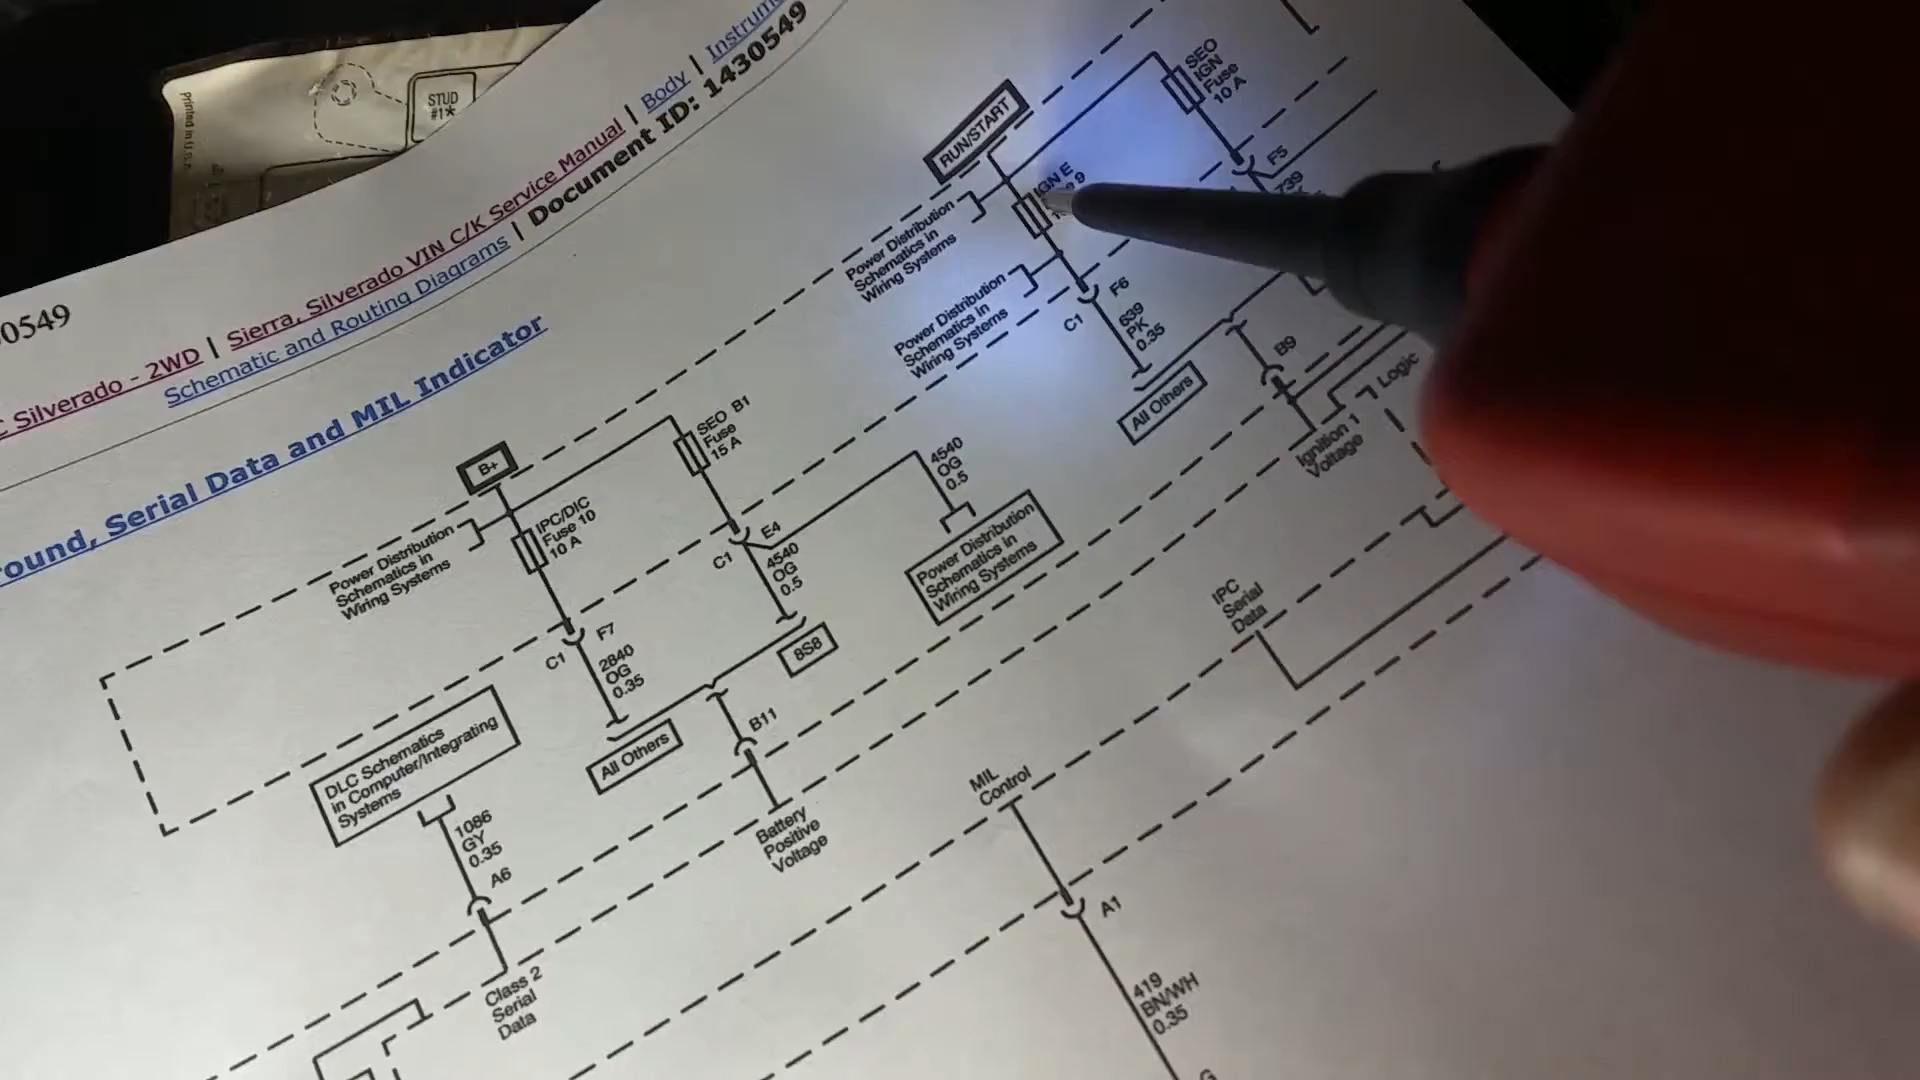 Printed in U.S.A.
STUD
#1*
0549
C Silverado - 2WD | Sierra, Silverado VIN C/K Service Manual | Body | Instrum
Schematic and Routing Diagrams | Document ID: 1430549
ound, Serial Data and MIL Indicator
RUN/START
SEO
IGN
Fuse
10 A
F5
739
IGN E
9
Power Distribution
Schematics in
Wiring Systems
Power Distribution
Schematics in
Wiring Systems
F6
C1
639
PK
0.35
All Others
B9
Ignition 1
Voltage
Logic
B+
SEO B1
Fuse
15 A
IPC/DIC
Fuse 10
10 A
Power Distribution
Schematics in
Wiring Systems
C1
E4
4540
OG
0.5
4540
OG
0.5
Power Distribution
Schematics in
Wiring Systems
C1
F7
2840
OG
0.35
8S8
All Others
B11
Battery
Positive
Voltage
DLC Schematics
in Computer/Integrating
Systems
1086
GY
0.35
A6
Class 2
Serial
Data
IPC
Serial
Data
MIL
Control
A1
419
BN/WH
0.35